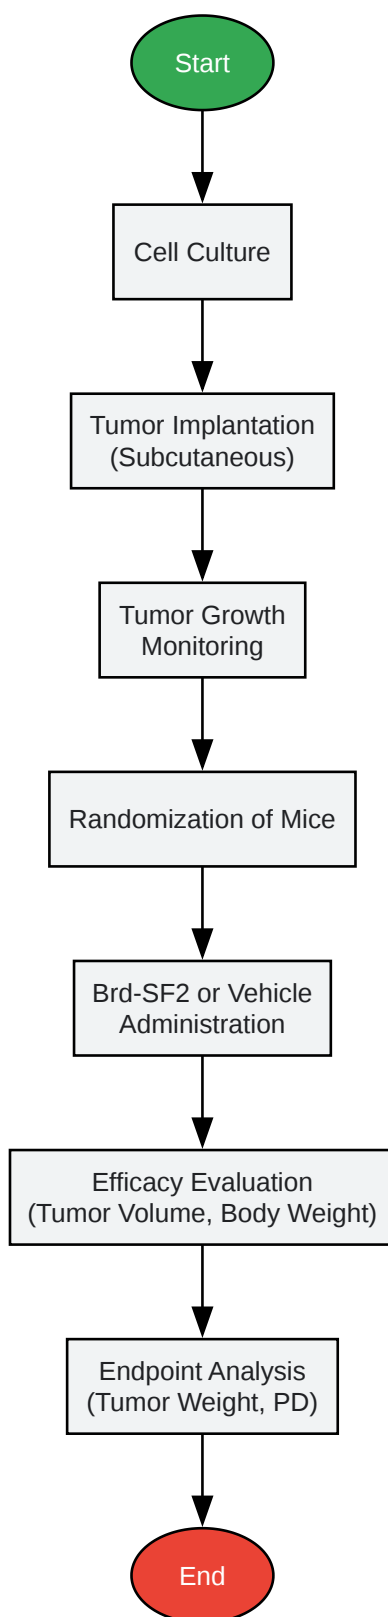 Start
Cell Culture
Tumor Implantation
(Subcutaneous)
Tumor Growth
Monitoring
Randomization of Mice
Brd-SF2 or Vehicle
Administration
Efficacy Evaluation
(Tumor Volume, Body Weight)
Endpoint Analysis
(Tumor Weight, PD)
End